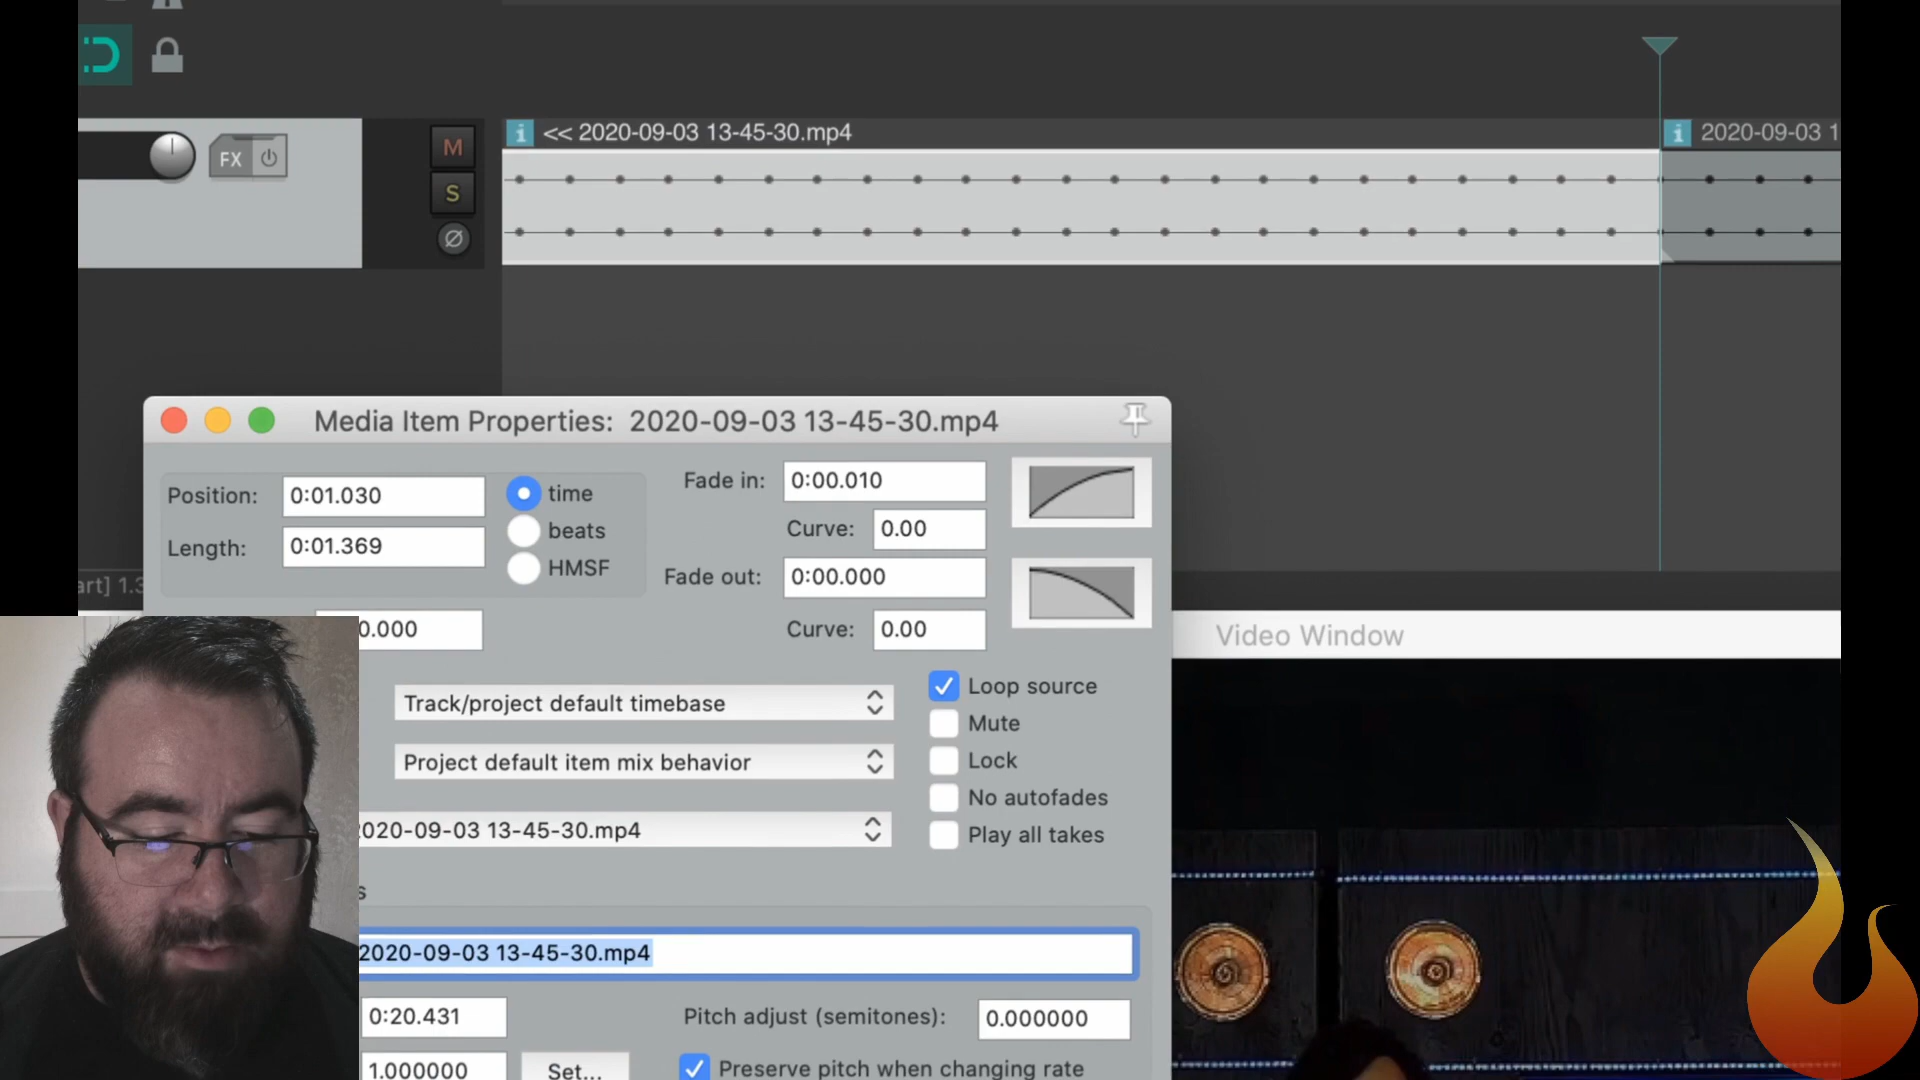 << 2020-09-03 13-45-30.mp4
2020-09-03 1
FX
M
S
Media Item Properties: 2020-09-03 13-45-30.mp4
Position: 0:01.030
Length: 0:01.369
time
beats
HMSF
Fade in: 0:00.010
Curve: 0.00
Fade out: 0:00.000
Curve: 0.00
art] 1.3
0.000
Video Window
Track/project default timebase
Project default item mix behavior
2020-09-03 13-45-30.mp4
Loop source
Mute
Lock
No autofades
Play all takes
s
2020-09-03 13-45-30.mp4
0:20.431
Pitch adjust (semitones): 0.000000
1.000000
Set...
Preserve pitch when changing rate